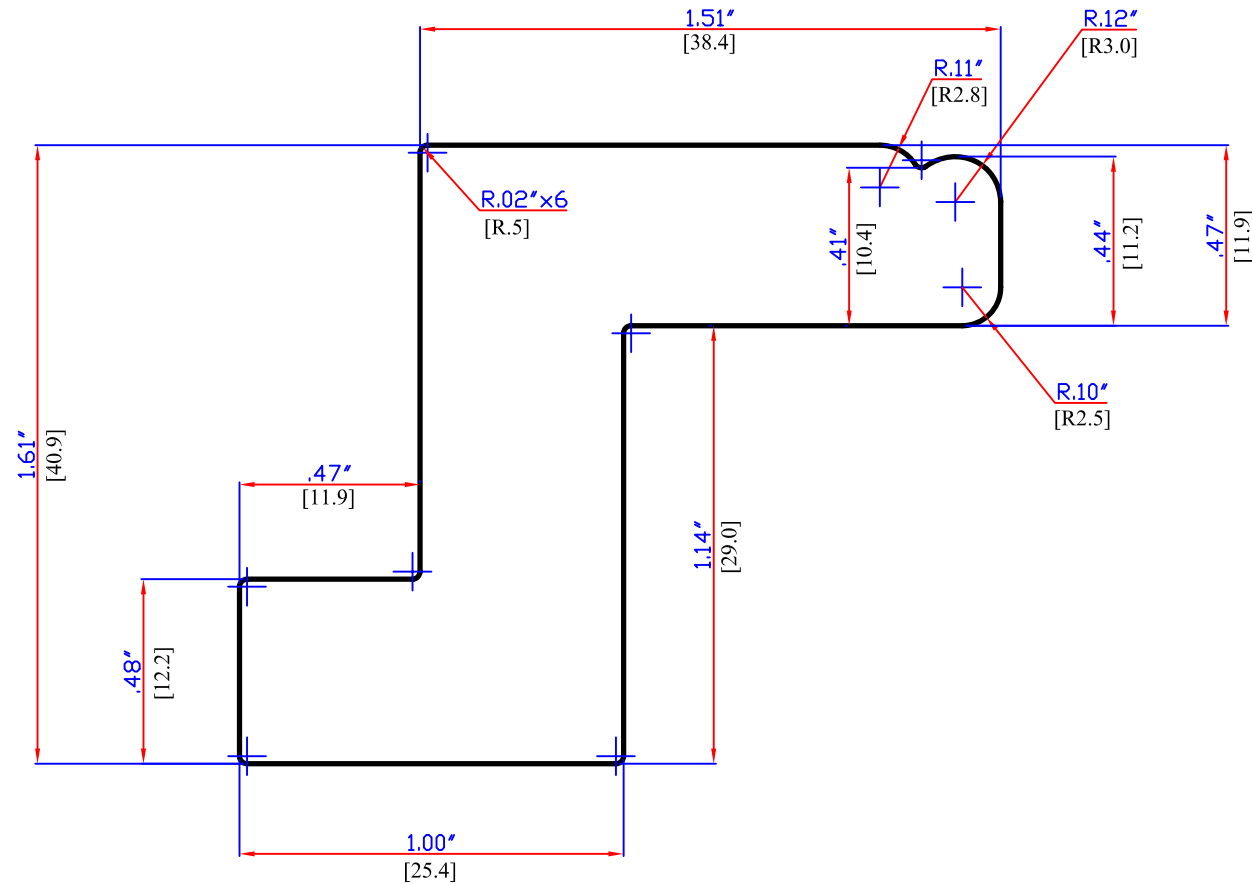 1.51″
[38.4]
R.12″
[R3.0]
R.11″
[R2.8]
R.02″x6
[R.5]
.41″
[10.4]
.44″
[11.2]
.47″
[11.9]
R.10″
[R2.5]
1.61″
[40.9]
.47″
[11.9]
1.14″
[29.0]
.48″
[12.2]
1.00″
[25.4]